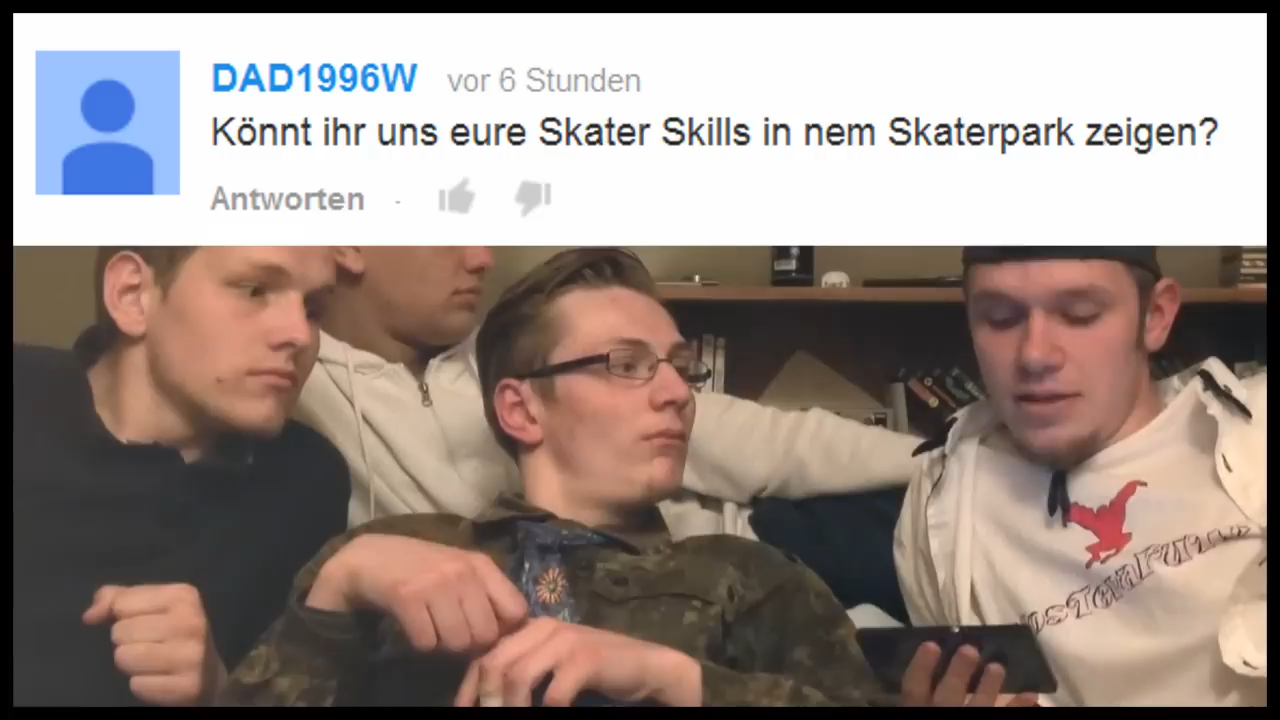 DAD1996W vor 6 Stunden
Könnt ihr uns eure Skater Skills in nem Skaterpark zeigen?
Antworten